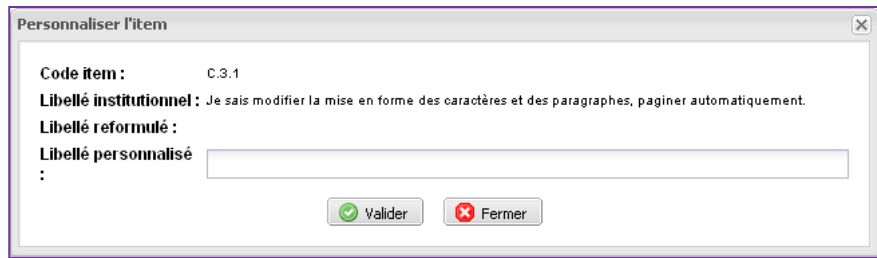 Personnaliser l'item
Code item : C.3.1
Libellé institutionnel : Je sais modifier la mise en forme des caractères et des paragraphes, paginer automatiquement.
Libellé reformulé :
Libellé personnalisé
:
Valider Fermer